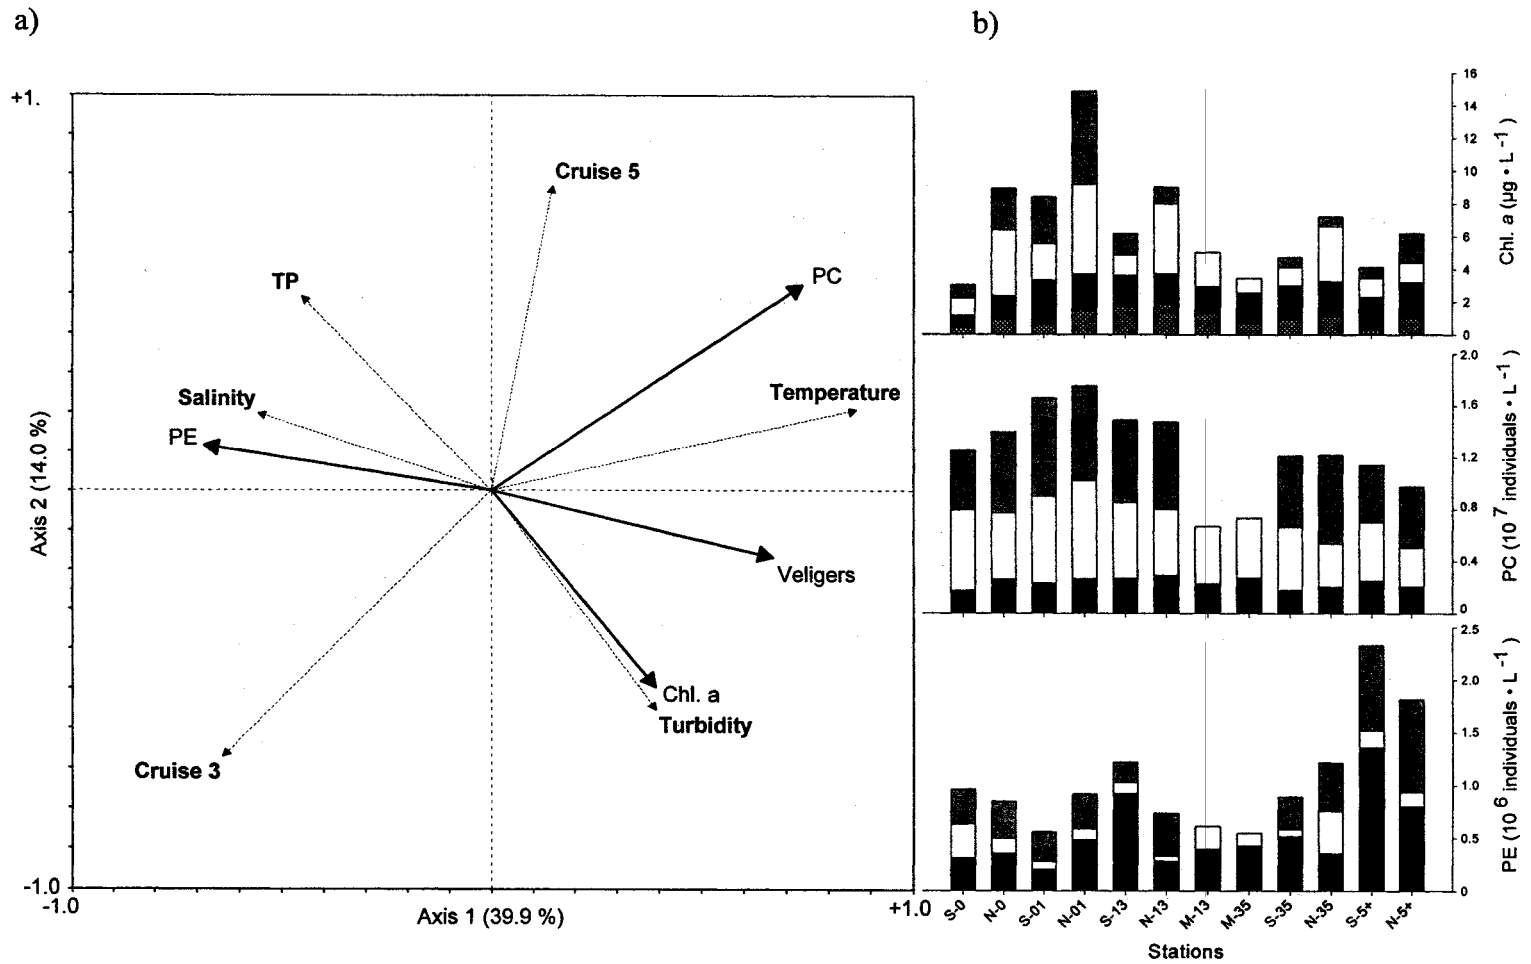 a)
b)
+1.
Cruise 5
TP
PC
Salinity
Temperature
PE
Veligers
Chl. a
Turbidity
Cruise 3
Axis 2 (14.0 %)
-1.0
-1.0
Axis 1 (39.9 %)
+1.0
16
14
12
10
8
6
4
2
0
Chl. a (µg • L -1 )
2.0
1.6
1.2
0.8
0.4
0
PC (10 7 individuals • L -1 )
2.5
2.0
1.5
1.0
0.5
0
PE (10 6 individuals • L -1 )
S-0 N-0 S-01 N-01 S-13 N-13 M-13 M-35 S-35 N-35 S-5+ N-5+
Stations